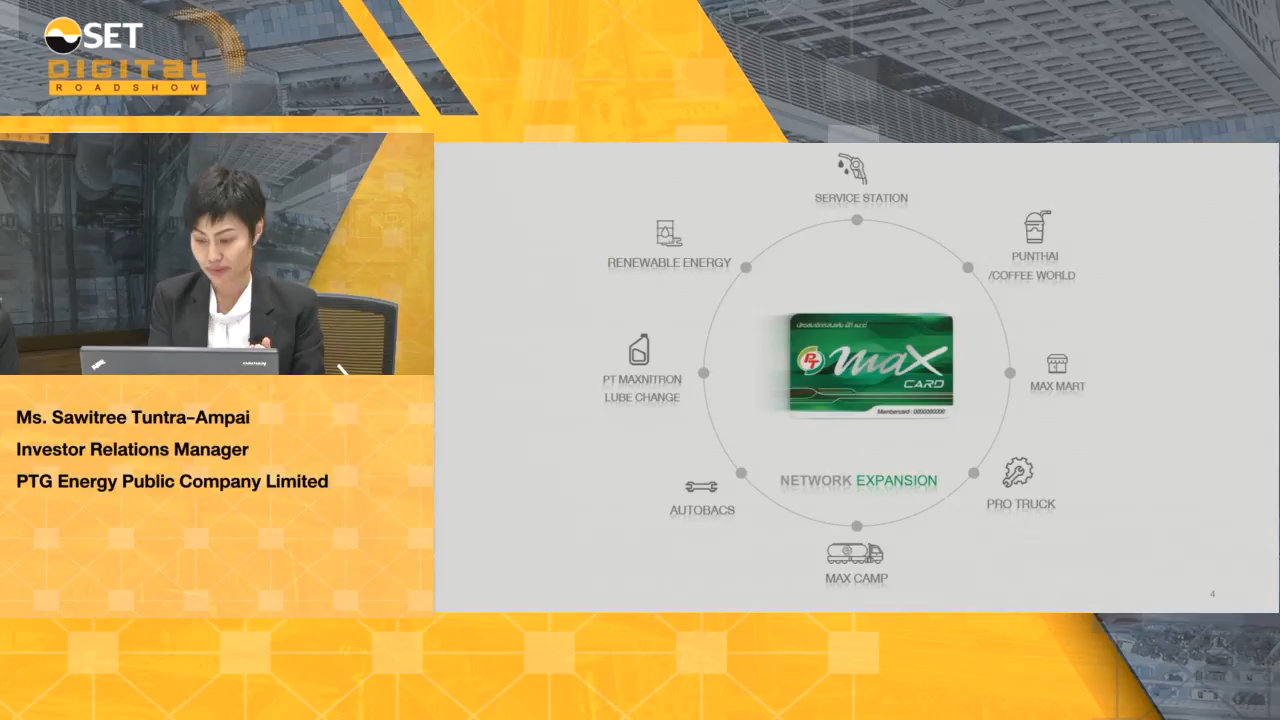 SET
DIGITAL
ROADSHOW
Ms. Sawitree Tuntra-Ampai
Investor Relations Manager
PTG Energy Public Company Limited
SERVICE STATION
PUNTHAI
/COFFEE WORLD
MAX MART
PRO TRUCK
MAX CAMP
AUTOBACS
PT MAXNITRON
LUBE CHANGE
RENEWABLE ENERGY
PT maX
CARD
NETWORK EXPANSION
4